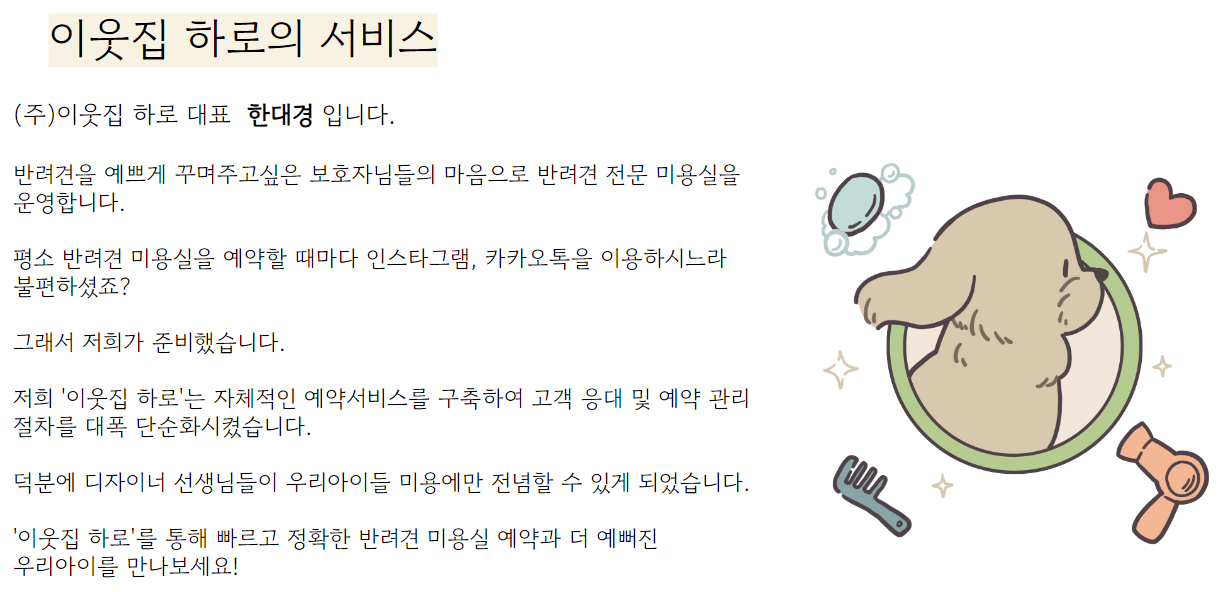 이웃집 하로의 서비스
(주)이웃집 하로 대표 한대경 입니다.
반려견을 예쁘게 꾸며주고싶은 보호자님들의 마음으로 반려견 전문 미용실을
운영합니다.
평소 반려견 미용실을 예약할 때마다 인스타그램, 카카오톡을 이용하시느라
불편하셨죠?
그래서 저희가 준비했습니다.
저희 '이웃집 하로'는 자체적인 예약서비스를 구축하여 고객 응대 및 예약 관리
절차를 대폭 단순화시켰습니다.
덕분에 디자이너 선생님들이 우리아이들 미용에만 전념할 수 있게 되었습니다.
'이웃집 하로'를 통해 빠르고 정확한 반려견 미용실 예약과 더 예뻐진
우리아이를 만나보세요!